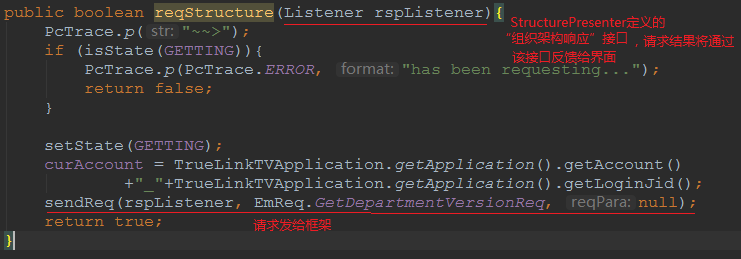 public boolean reqStructure(Listener rspListener){
StructurePresenter定义的
“组织架构响应”接口，请求结果将通过
该接口反馈给界面
PcTrace.p( str: "~~>");
if (isState(GETTING)){
PcTrace.p(PcTrace.ERROR, format: "has been requesting...");
return false;
}
setState(GETTING);
curAccount = TrueLinkTVApplication.getApplication().getAccount()
+"_"+TrueLinkTVApplication.getApplication().getLoginJid();
sendReq(rspListener, EmReq.GetDepartmentVersionReq, reqPara: null);
return true;
请求发给框架
}